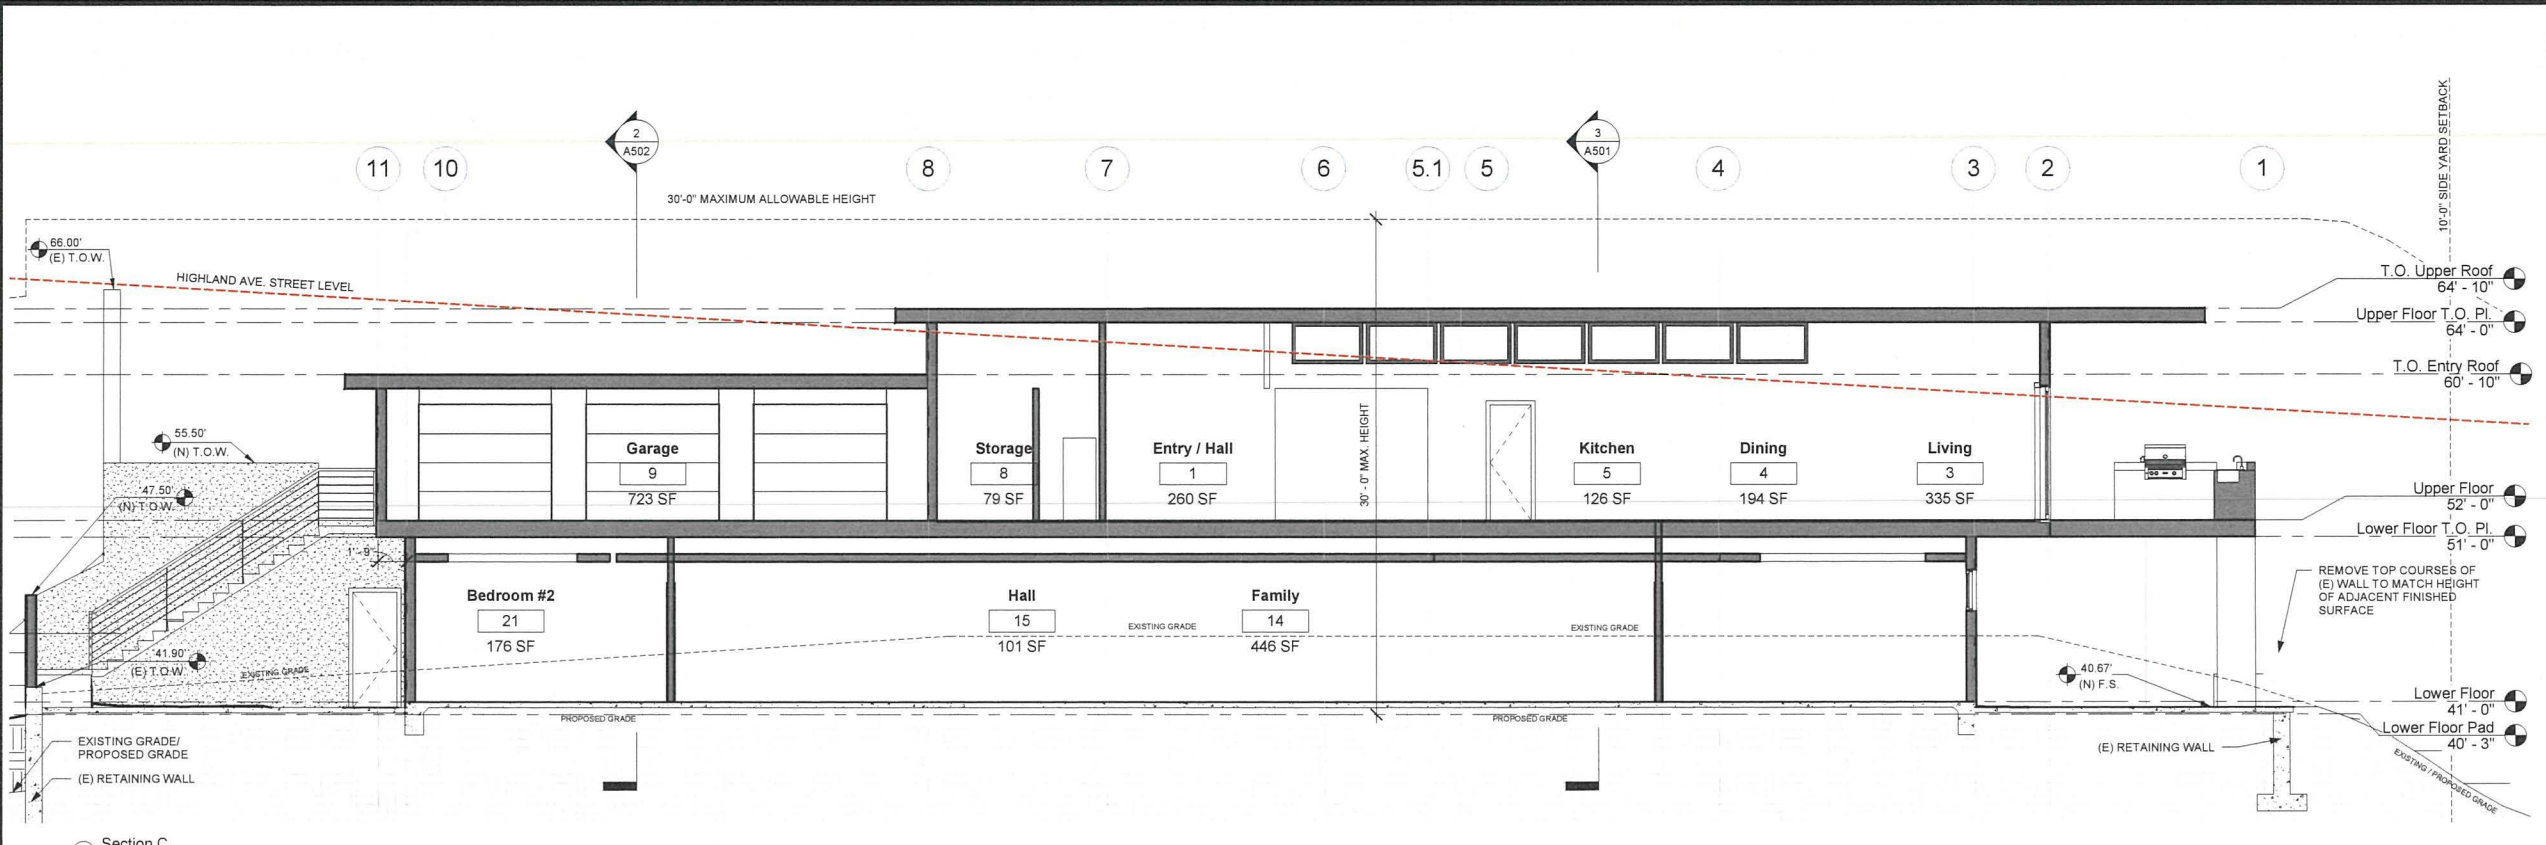 10'-0" SIDE YARD SETBACK
2
A502
3
A501
11
10
8
7
6
5.1
5
4
3
2
1
30'-0" MAXIMUM ALLOWABLE HEIGHT
66.00'
(E) T.O.W.
HIGHLAND AVE. STREET LEVEL
T.O. Upper Roof
64' - 10"
Upper Floor T.O. Pl.
64' - 0"
T.O. Entry Roof
60' - 10"
55.50'
(N) T.O.W.
47.50'
(N) T.O.W.
Garage
9
723 SF
Storage
8
79 SF
Entry / Hall
1
260 SF
30' - 0" MAX. HEIGHT
Kitchen
5
126 SF
Dining
4
194 SF
Living
3
335 SF
Upper Floor
52' - 0"
Lower Floor T.O. Pl.
51' - 0"
1' - 9"
REMOVE TOP COURSES OF
(E) WALL TO MATCH HEIGHT
OF ADJACENT FINISHED
SURFACE
Bedroom #2
21
176 SF
Hall
15
101 SF
Family
14
446 SF
EXISTING GRADE
EXISTING GRADE
41.90'
(E) T.O.W.
EXISTING GRADE
40.67'
(N) F.S.
Lower Floor
41' - 0"
Lower Floor Pad
40' - 3"
PROPOSED GRADE
PROPOSED GRADE
EXISTING GRADE/
PROPOSED GRADE
(E) RETAINING WALL
(E) RETAINING WALL
EXISTING / PROPOSED GRADE
Section C